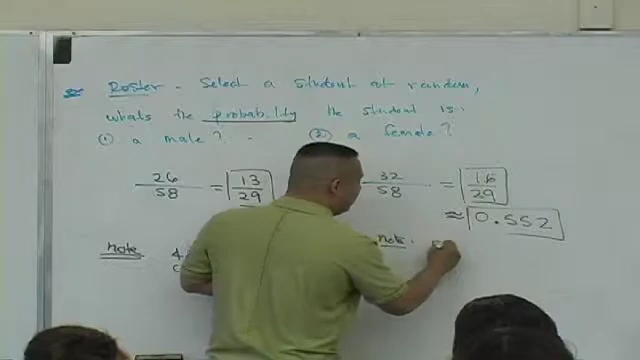 Roster - Select a student at random,
whats the probability the student is:
① a male? ② a female?
26/58 = 13/29
32/58 = 16/29
≈ 0.552
Note
Note: